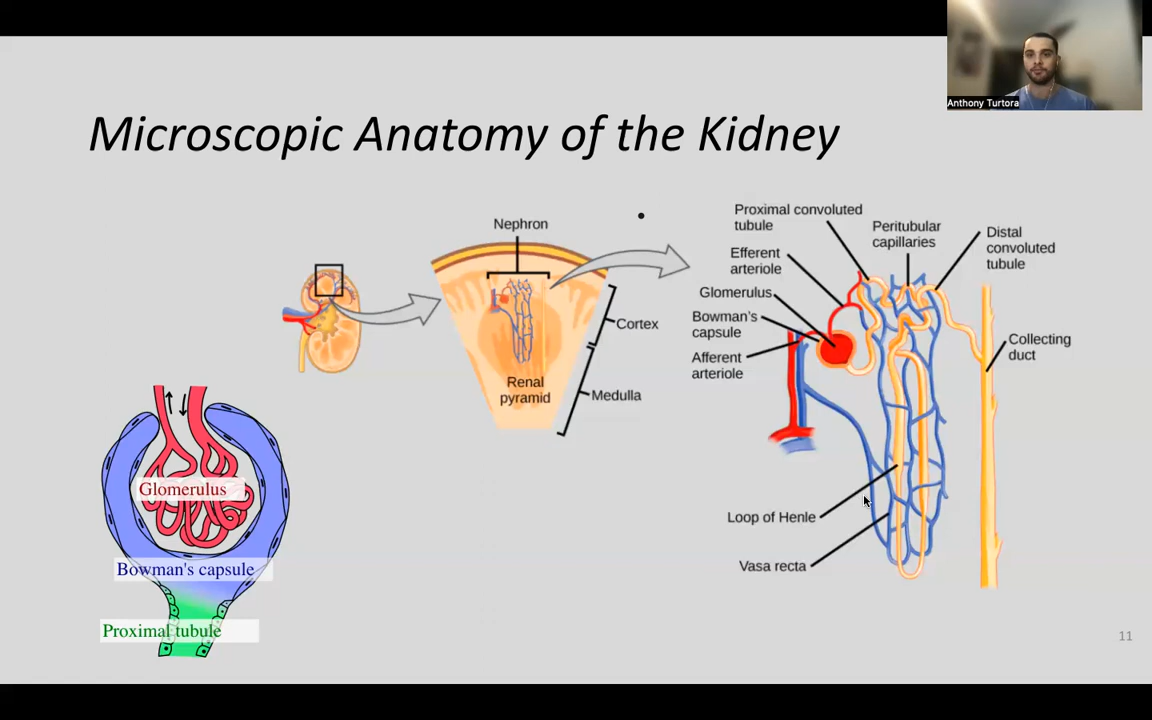 Anthony Turtora
Microscopic Anatomy of the Kidney
Nephron
Cortex
Renal
pyramid
Medulla
Proximal convoluted
tubule
Peritubular
capillaries
Distal
convoluted
tubule
Efferent
arteriole
Glomerulus
Bowman's
capsule
Afferent
arteriole
Collecting
duct
Loop of Henle
Vasa recta
Glomerulus
Bowman's capsule
Proximal tubule
11